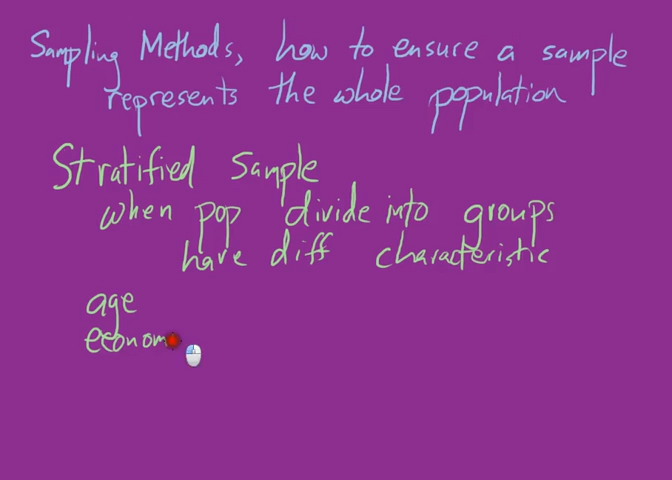 Sampling Methods, how to ensure a sample
represents the whole population
Stratified Sample
when pop divide into groups
have diff characteristic
age
econom